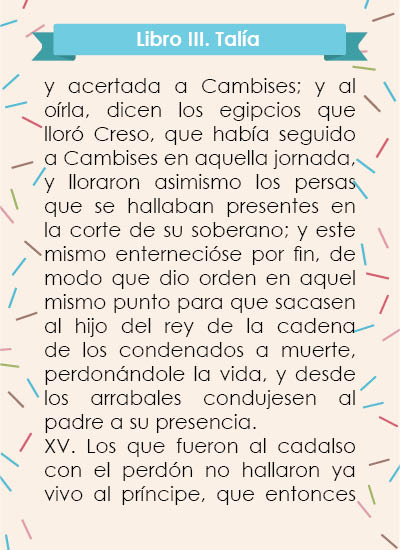 Libro III. Talía
y acertada a Cambises; y al
oírla, dicen los egipcios que
lloró Creso, que había seguido
a Cambises en aquella jornada,
y lloraron asimismo los persas
que se hallaban presentes en
la corte de su soberano; y este
mismo enternecióse por fin, de
modo que dio orden en aquel
mismo punto para que sacasen
al hijo del rey de la cadena
de los condenados a muerte,
perdonándole la vida, y desde
los arrabales condujesen al
padre a su presencia.
XV. Los que fueron al cadalso
con el perdón no hallaron ya
vivo al príncipe, que entonces